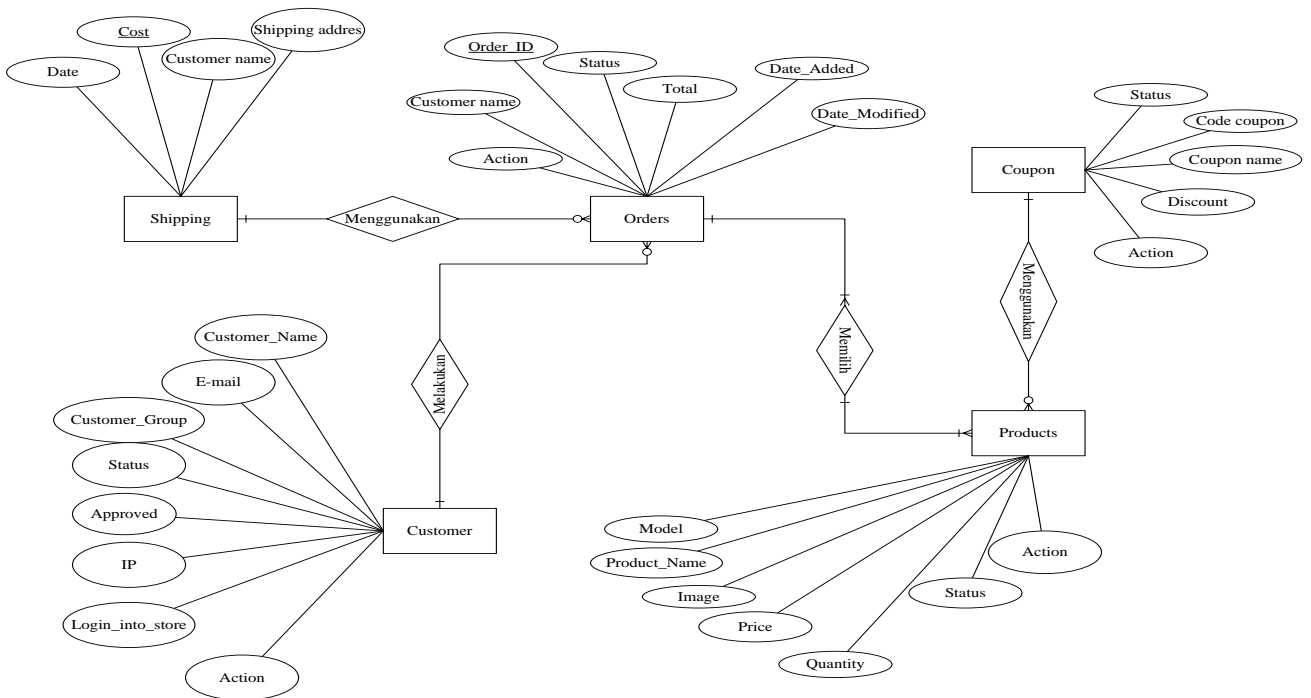 Cost
Shipping addres
Customer name
Date
Shipping
Menggunakan
Order_ID
Status
Date_Added
Total
Customer name
Date_Modified
Action
Orders
Status
Code coupon
Coupon name
Coupon
Discount
Action
Menggunakan
Memilih
Melakukan
Customer_Name
E-mail
Customer_Group
Status
Approved
IP
Login_into_store
Action
Customer
Products
Model
Product_Name
Image
Price
Quantity
Status
Action